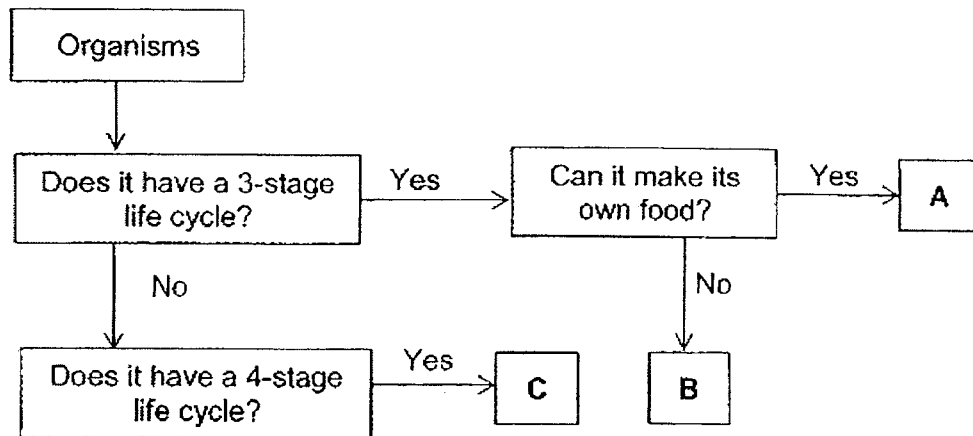 Organisms
Does it have a 3-stage
life cycle?
Yes
Can it make its
own food?
Yes
A
No
No
Does it have a 4-stage
life cycle?
Yes
C
B